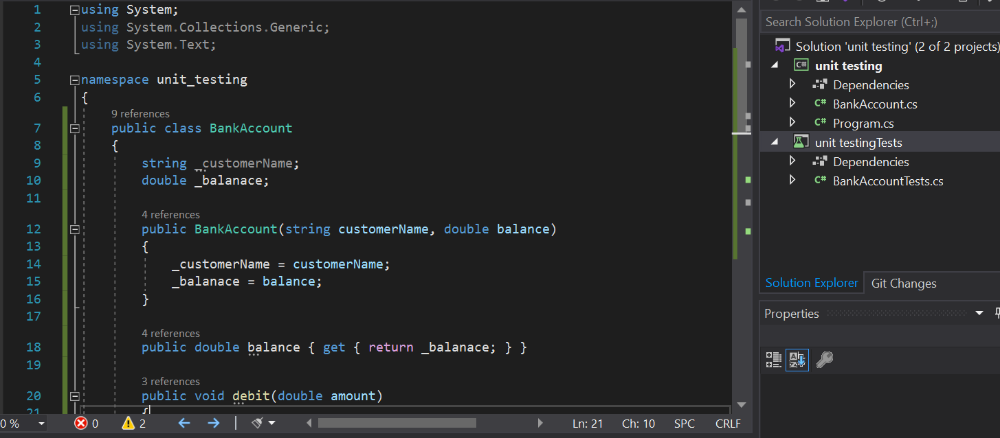 1 using System;
2 using System.Collections.Generic;
3 using System.Text;
4
5 namespace unit_testing
6 {
9 references
7 public class BankAccount
8 {
9 string _customerName;
10 double _balanace;
11
4 references
12 public BankAccount(string customerName, double balance)
13 {
14 _customerName = customerName;
15 _balanace = balance;
16 }
17
4 references
18 public double balance { get { return _balanace; } }
19
3 references
20 public void debit(double amount)
21 {
0 % 0 2 Ln: 21 Ch: 10 SPC CRLF
Search Solution Explorer (Ctrl+;)
Solution 'unit testing' (2 of 2 projects)
C# unit testing
Dependencies
C# BankAccount.cs
C# Program.cs
unit testingTests
Dependencies
C# BankAccountTests.cs
Solution Explorer Git Changes
Properties